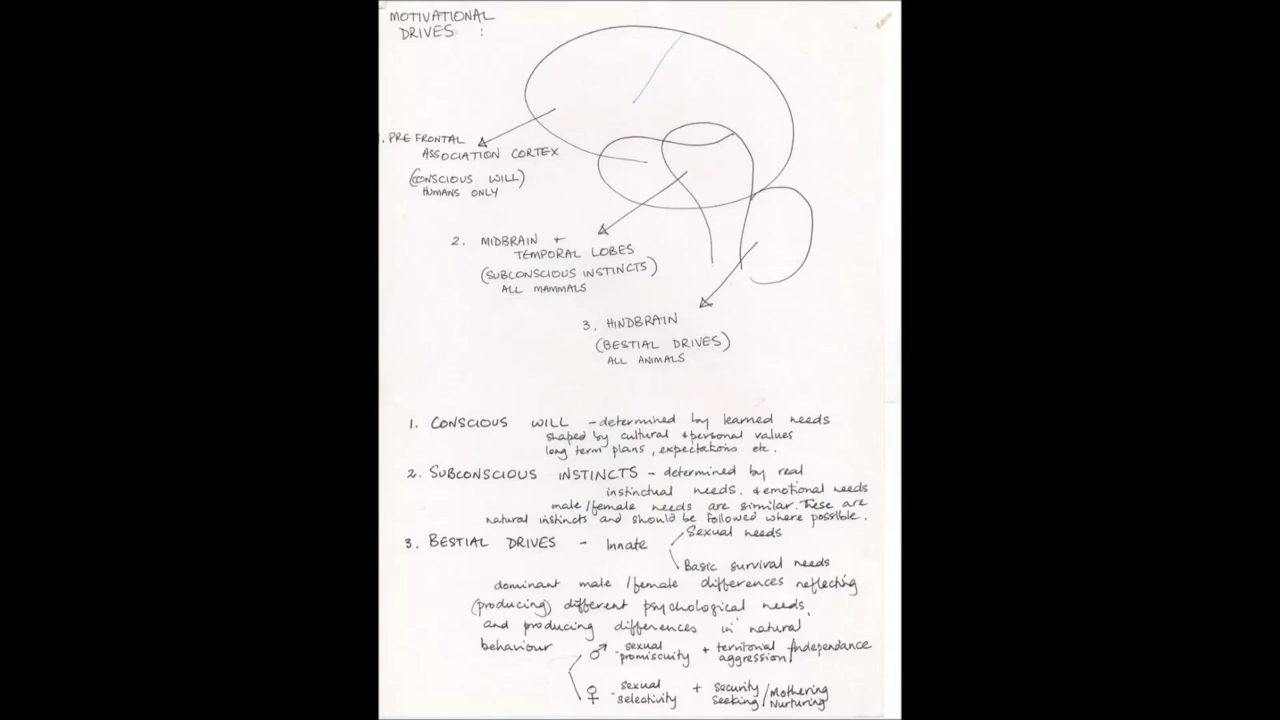 MOTIVATIONAL
DRIVES :
1. PREFRONTAL
ASSOCIATION CORTEX
(CONSCIOUS WILL)
HUMANS ONLY
2. MIDBRAIN +
TEMPORAL LOBES
(SUBCONSCIOUS INSTINCTS)
ALL MAMMALS
3. HINDBRAIN
(BESTIAL DRIVES)
ALL ANIMALS
1. CONSCIOUS WILL - determined by learned needs
shaped by cultural + personal values
long term plans, expectations etc.
2. SUBCONSCIOUS INSTINCTS - determined by real
instinctual needs. + emotional needs
male/female needs are similar. These are
natural instincts and should be followed where possible.
3. BESTIAL DRIVES - Innate
Sexual needs
Basic survival needs
dominant male/female differences reflecting
(producing) different psychological needs,
and producing differences in natural
behaviour
♂ - sexual promiscuity + territorial aggression/Independance
♀ - sexual selectivity + security seeking/Mothering Nurturing